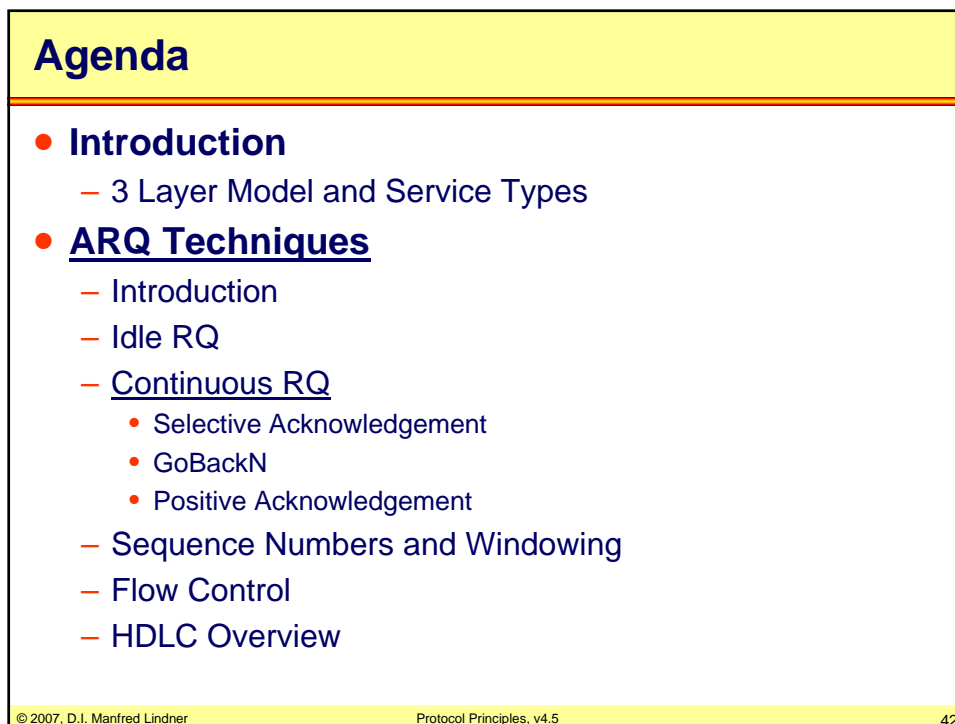 Agenda
• Introduction
– 3 Layer Model and Service Types
• ARQ Techniques
– Introduction
– Idle RQ
– Continuous RQ
• Selective Acknowledgement
• GoBackN
• Positive Acknowledgement
– Sequence Numbers and Windowing
– Flow Control
– HDLC Overview
© 2007, D.I. Manfred Lindner Protocol Principles, v4.5 42